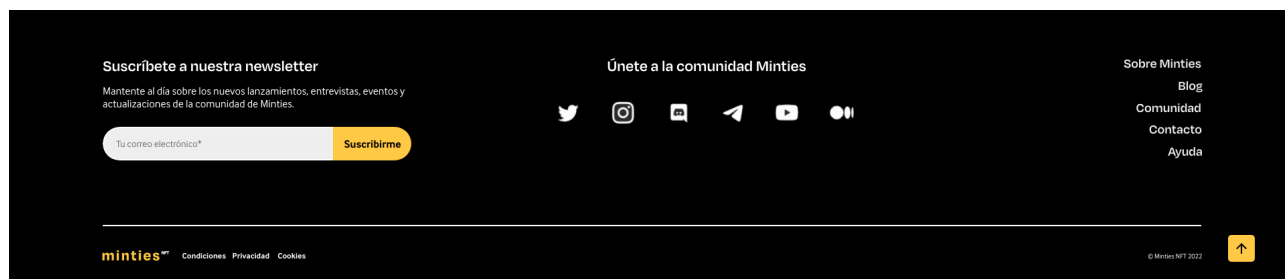 Suscríbete a nuestra newsletter
Mantente al día sobre los nuevos lanzamientos, entrevistas, eventos y
actualizaciones de la comunidad de Minties.
Tu correo electrónico*
Suscribirme
Únete a la comunidad Minties
Sobre Minties
Blog
Comunidad
Contacto
Ayuda
minties NFT
Condiciones Privacidad Cookies
© Minties NFT 2022